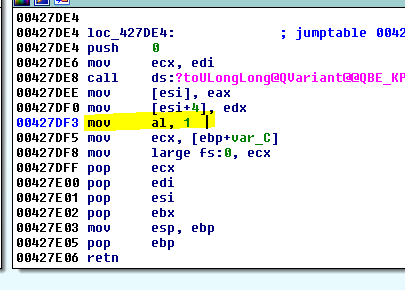 00427DE4
00427DE4 loc_427DE4: ; jumptable 0042
00427DE4 push 0
00427DE6 mov ecx, edi
00427DE8 call ds:?toULongLong@QVariant@@QBE_KP
00427DEE mov [esi], eax
00427DF0 mov [esi+4], edx
00427DF3 mov al, 1
00427DF5 mov ecx, [ebp+var_C]
00427DF8 mov large fs:0, ecx
00427DFF pop ecx
00427E00 pop edi
00427E01 pop esi
00427E02 pop ebx
00427E03 mov esp, ebp
00427E05 pop ebp
00427E06 retn